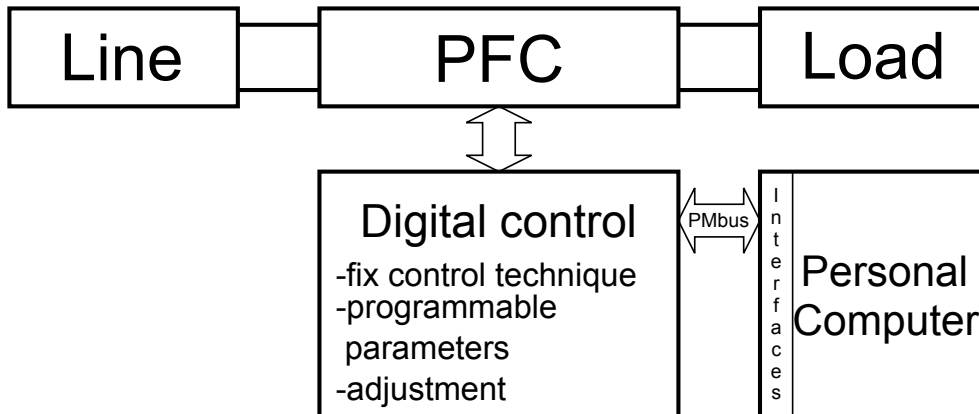 Line
PFC
Load
Digital control
-fix control technique
-programmable
parameters
-adjustment
PMbus
Interfaces
Personal
Computer